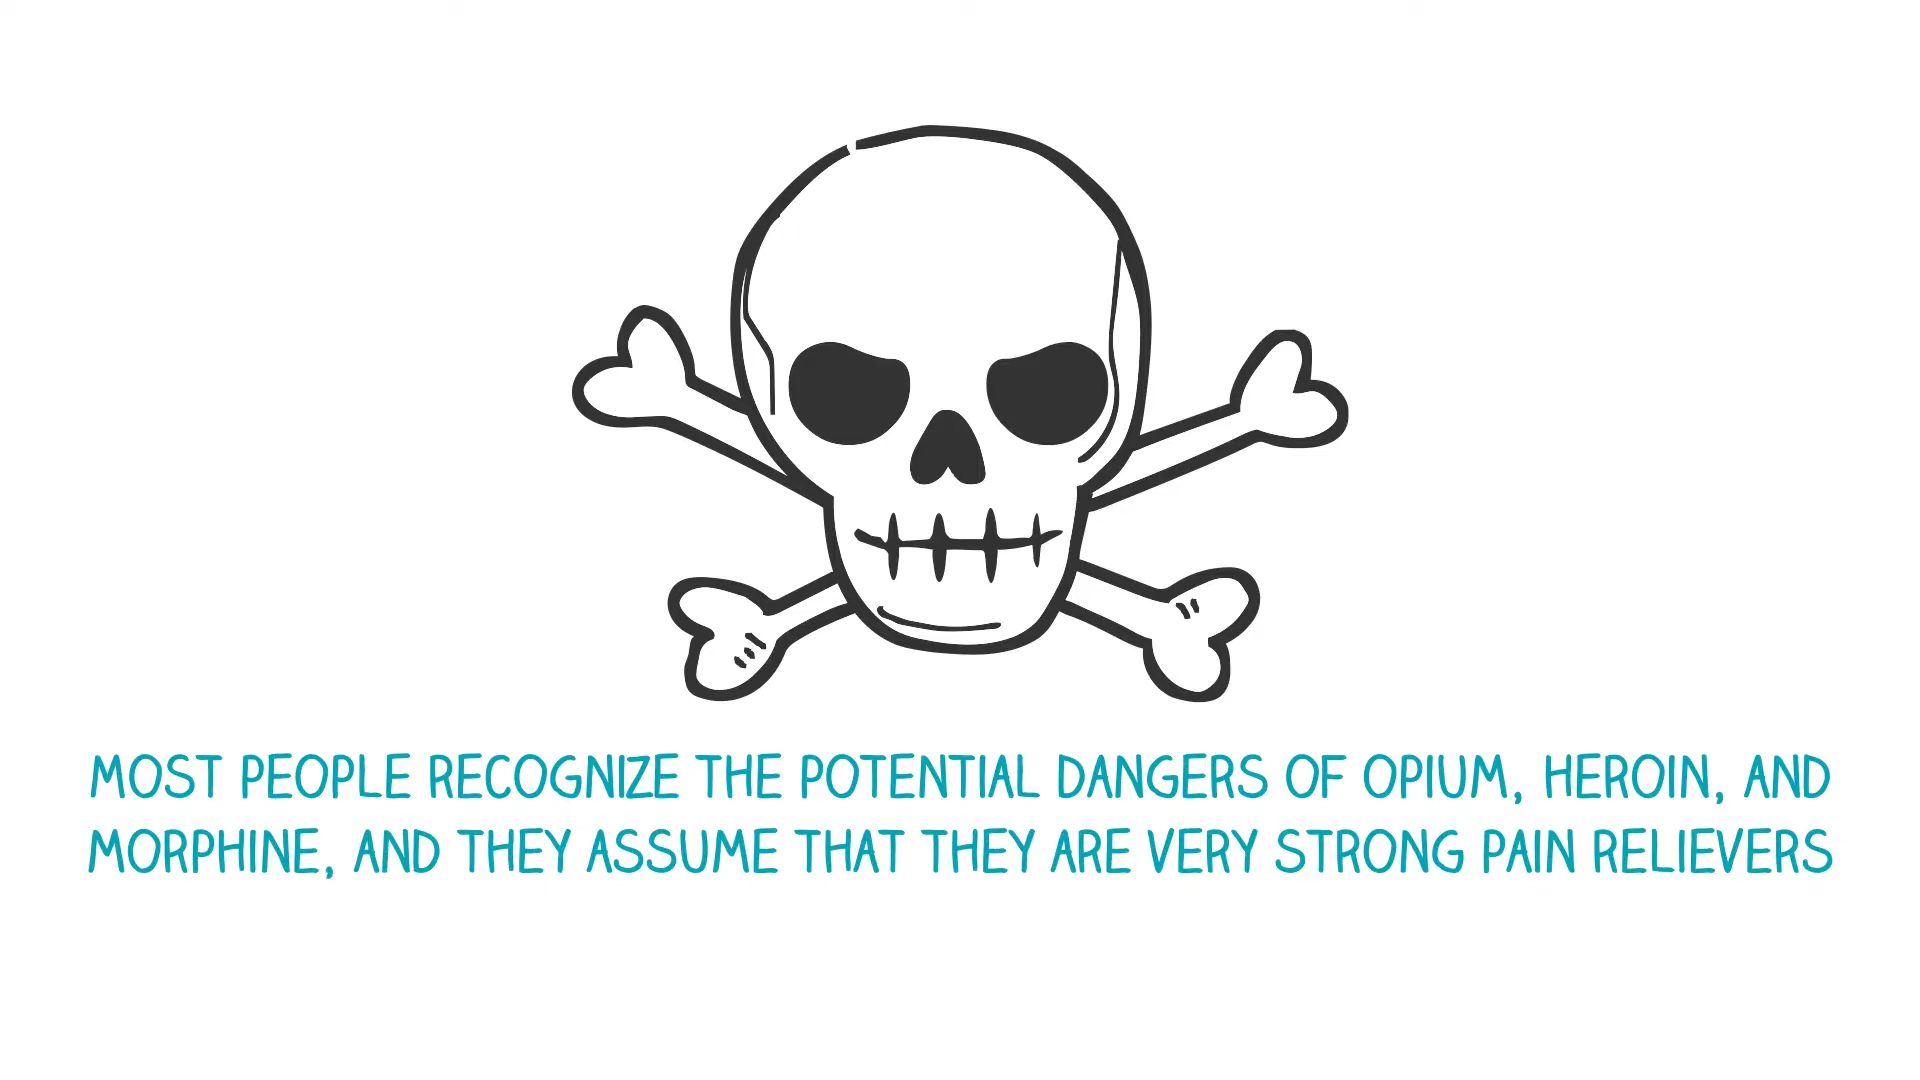 MOST PEOPLE RECOGNIZE THE POTENTIAL DANGERS OF OPIUM, HEROIN, AND
MORPHINE, AND THEY ASSUME THAT THEY ARE VERY STRONG PAIN RELIEVERS